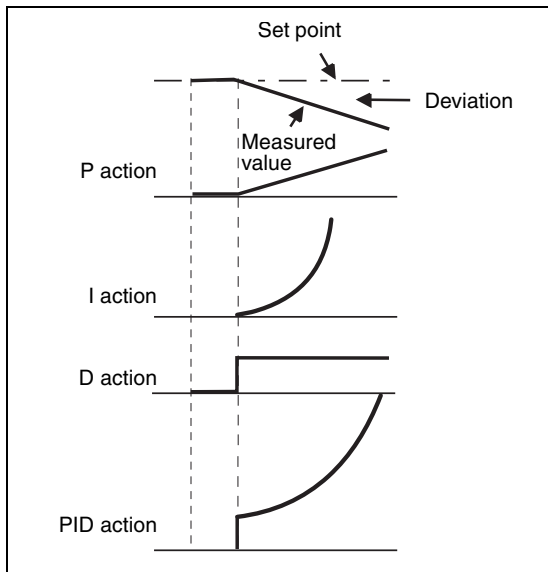 Set point
Deviation
Measured
value
P action
I action
D action
PID action